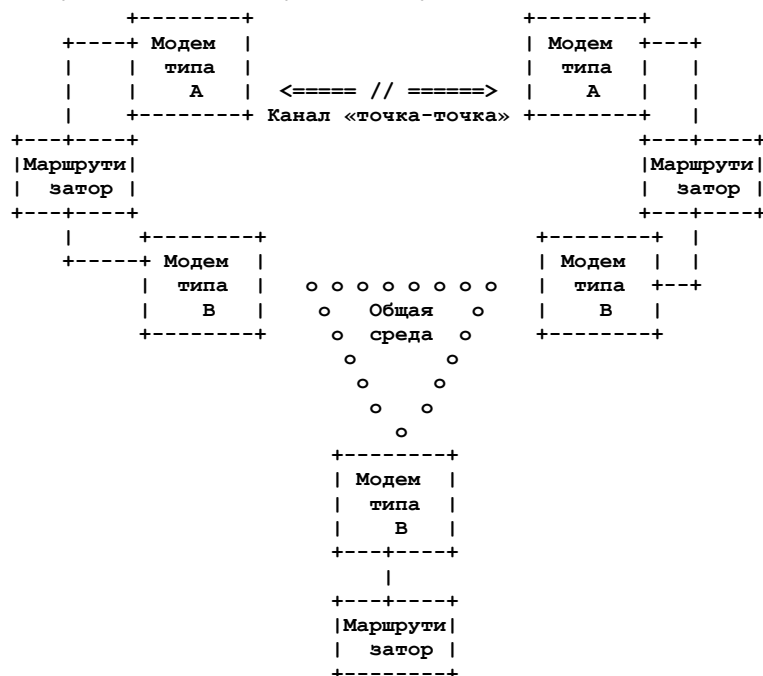 Модем Модем
типа типа
А <===== // ======> А
Канал «точка-точка»
Маршрути Маршрути
затор затор
Модем Модем
типа о о о о о о о о типа
В о Общая о В
о среда о
о о
о о
о о
о
Модем
типа
В
Маршрути
затор